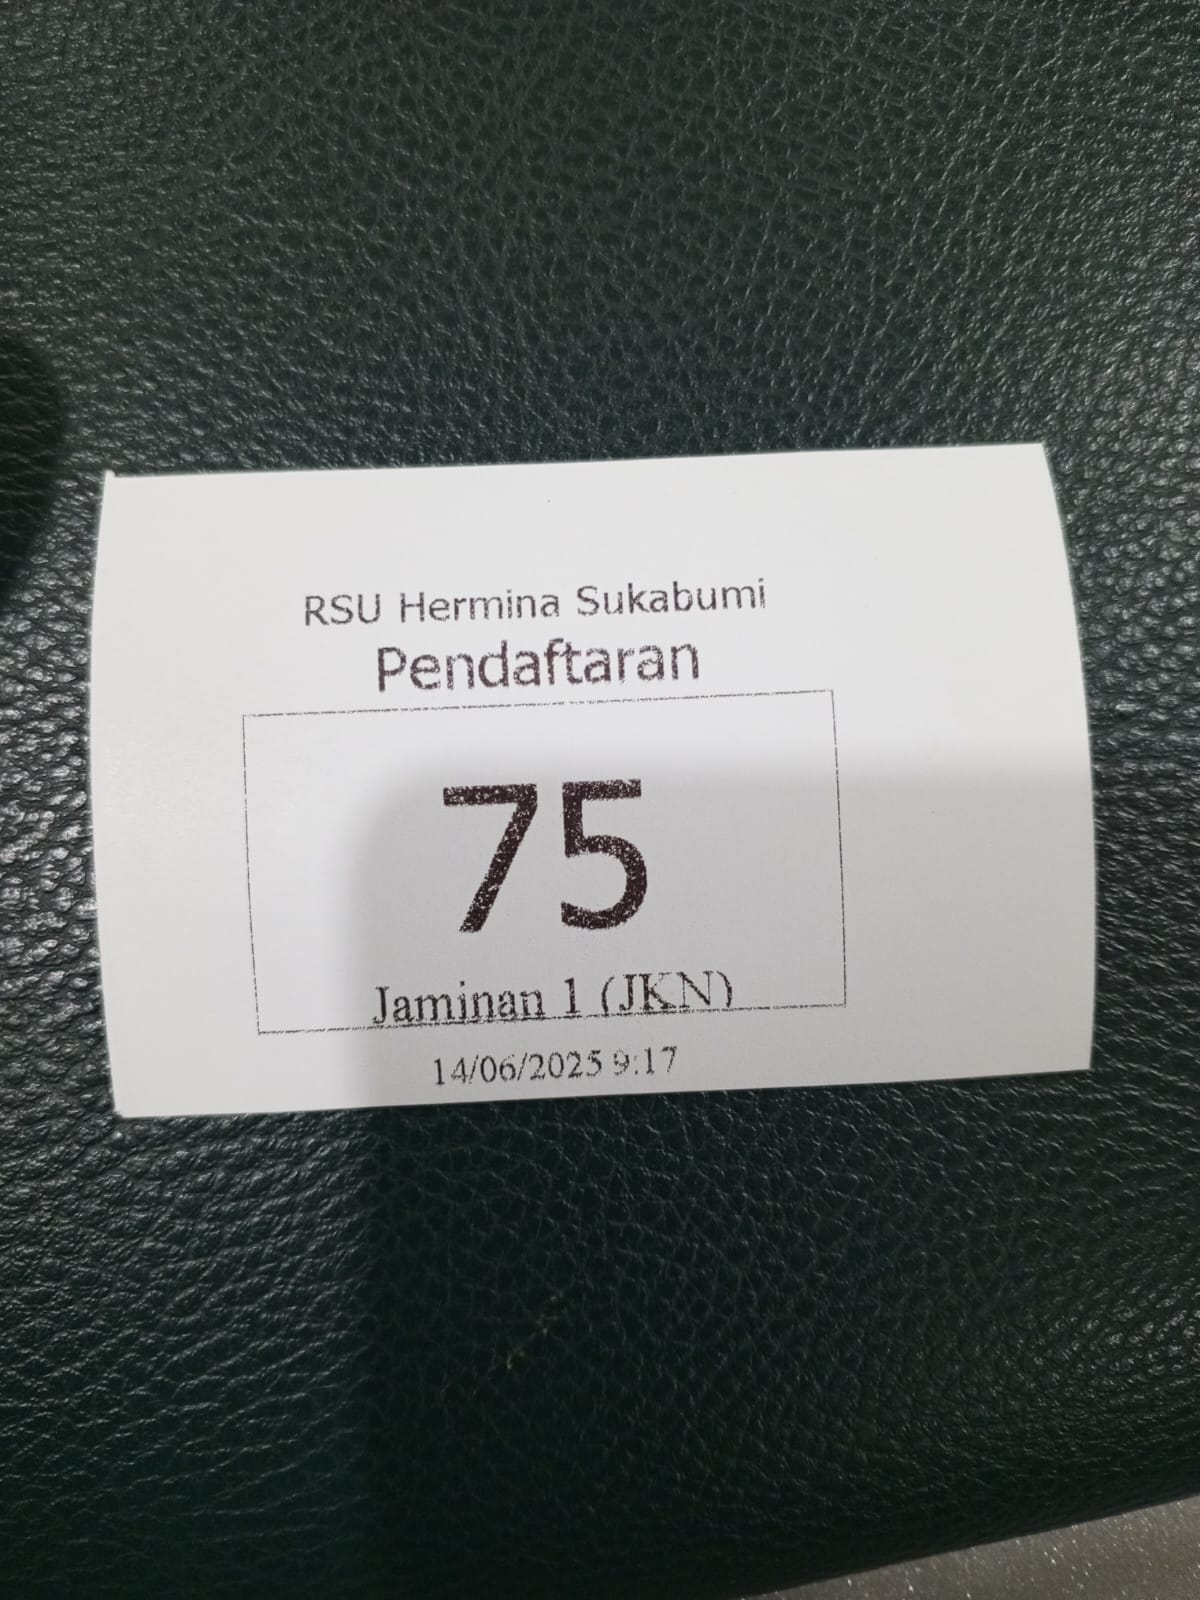 RSU Hermina Sukabumi
Pendaftaran
75
Jaminan 1 (JKN)
14/06/2025 9:17